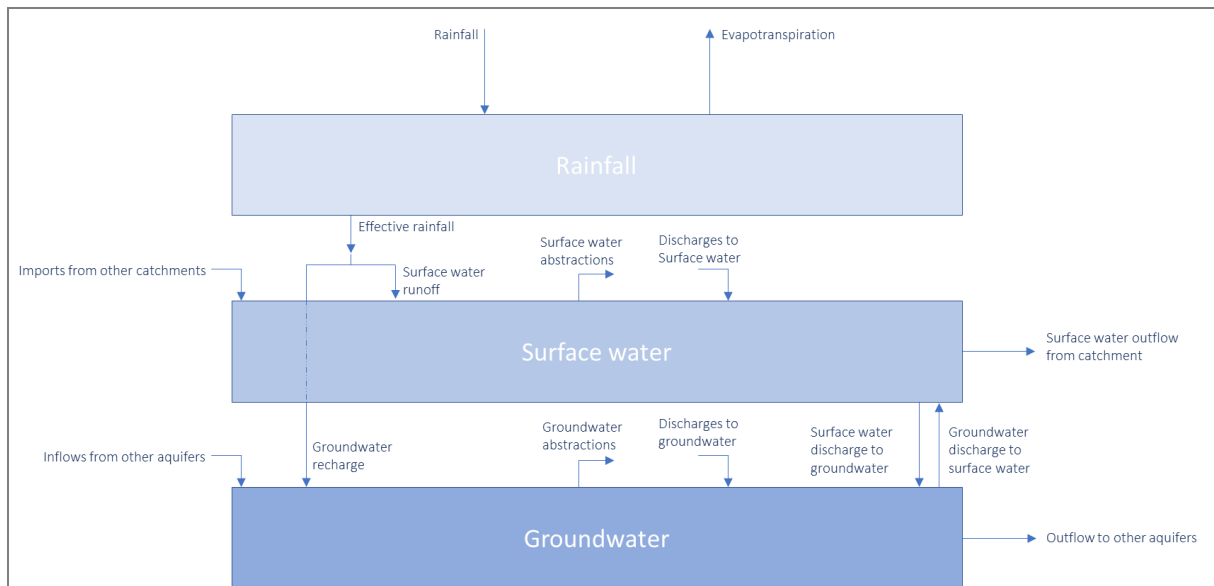 Rainfall
Evapotranspiration
Rainfall
Effective rainfall
Imports from other catchments
Surface water
runoff
Surface water
abstractions
Discharges to
Surface water
Surface water
Surface water outflow
from catchment
Inflows from other aquifers
Groundwater
recharge
Groundwater
abstractions
Discharges to
groundwater
Surface water
discharge to
groundwater
Groundwater
discharge to
surface water
Groundwater
Outflow to other aquifers